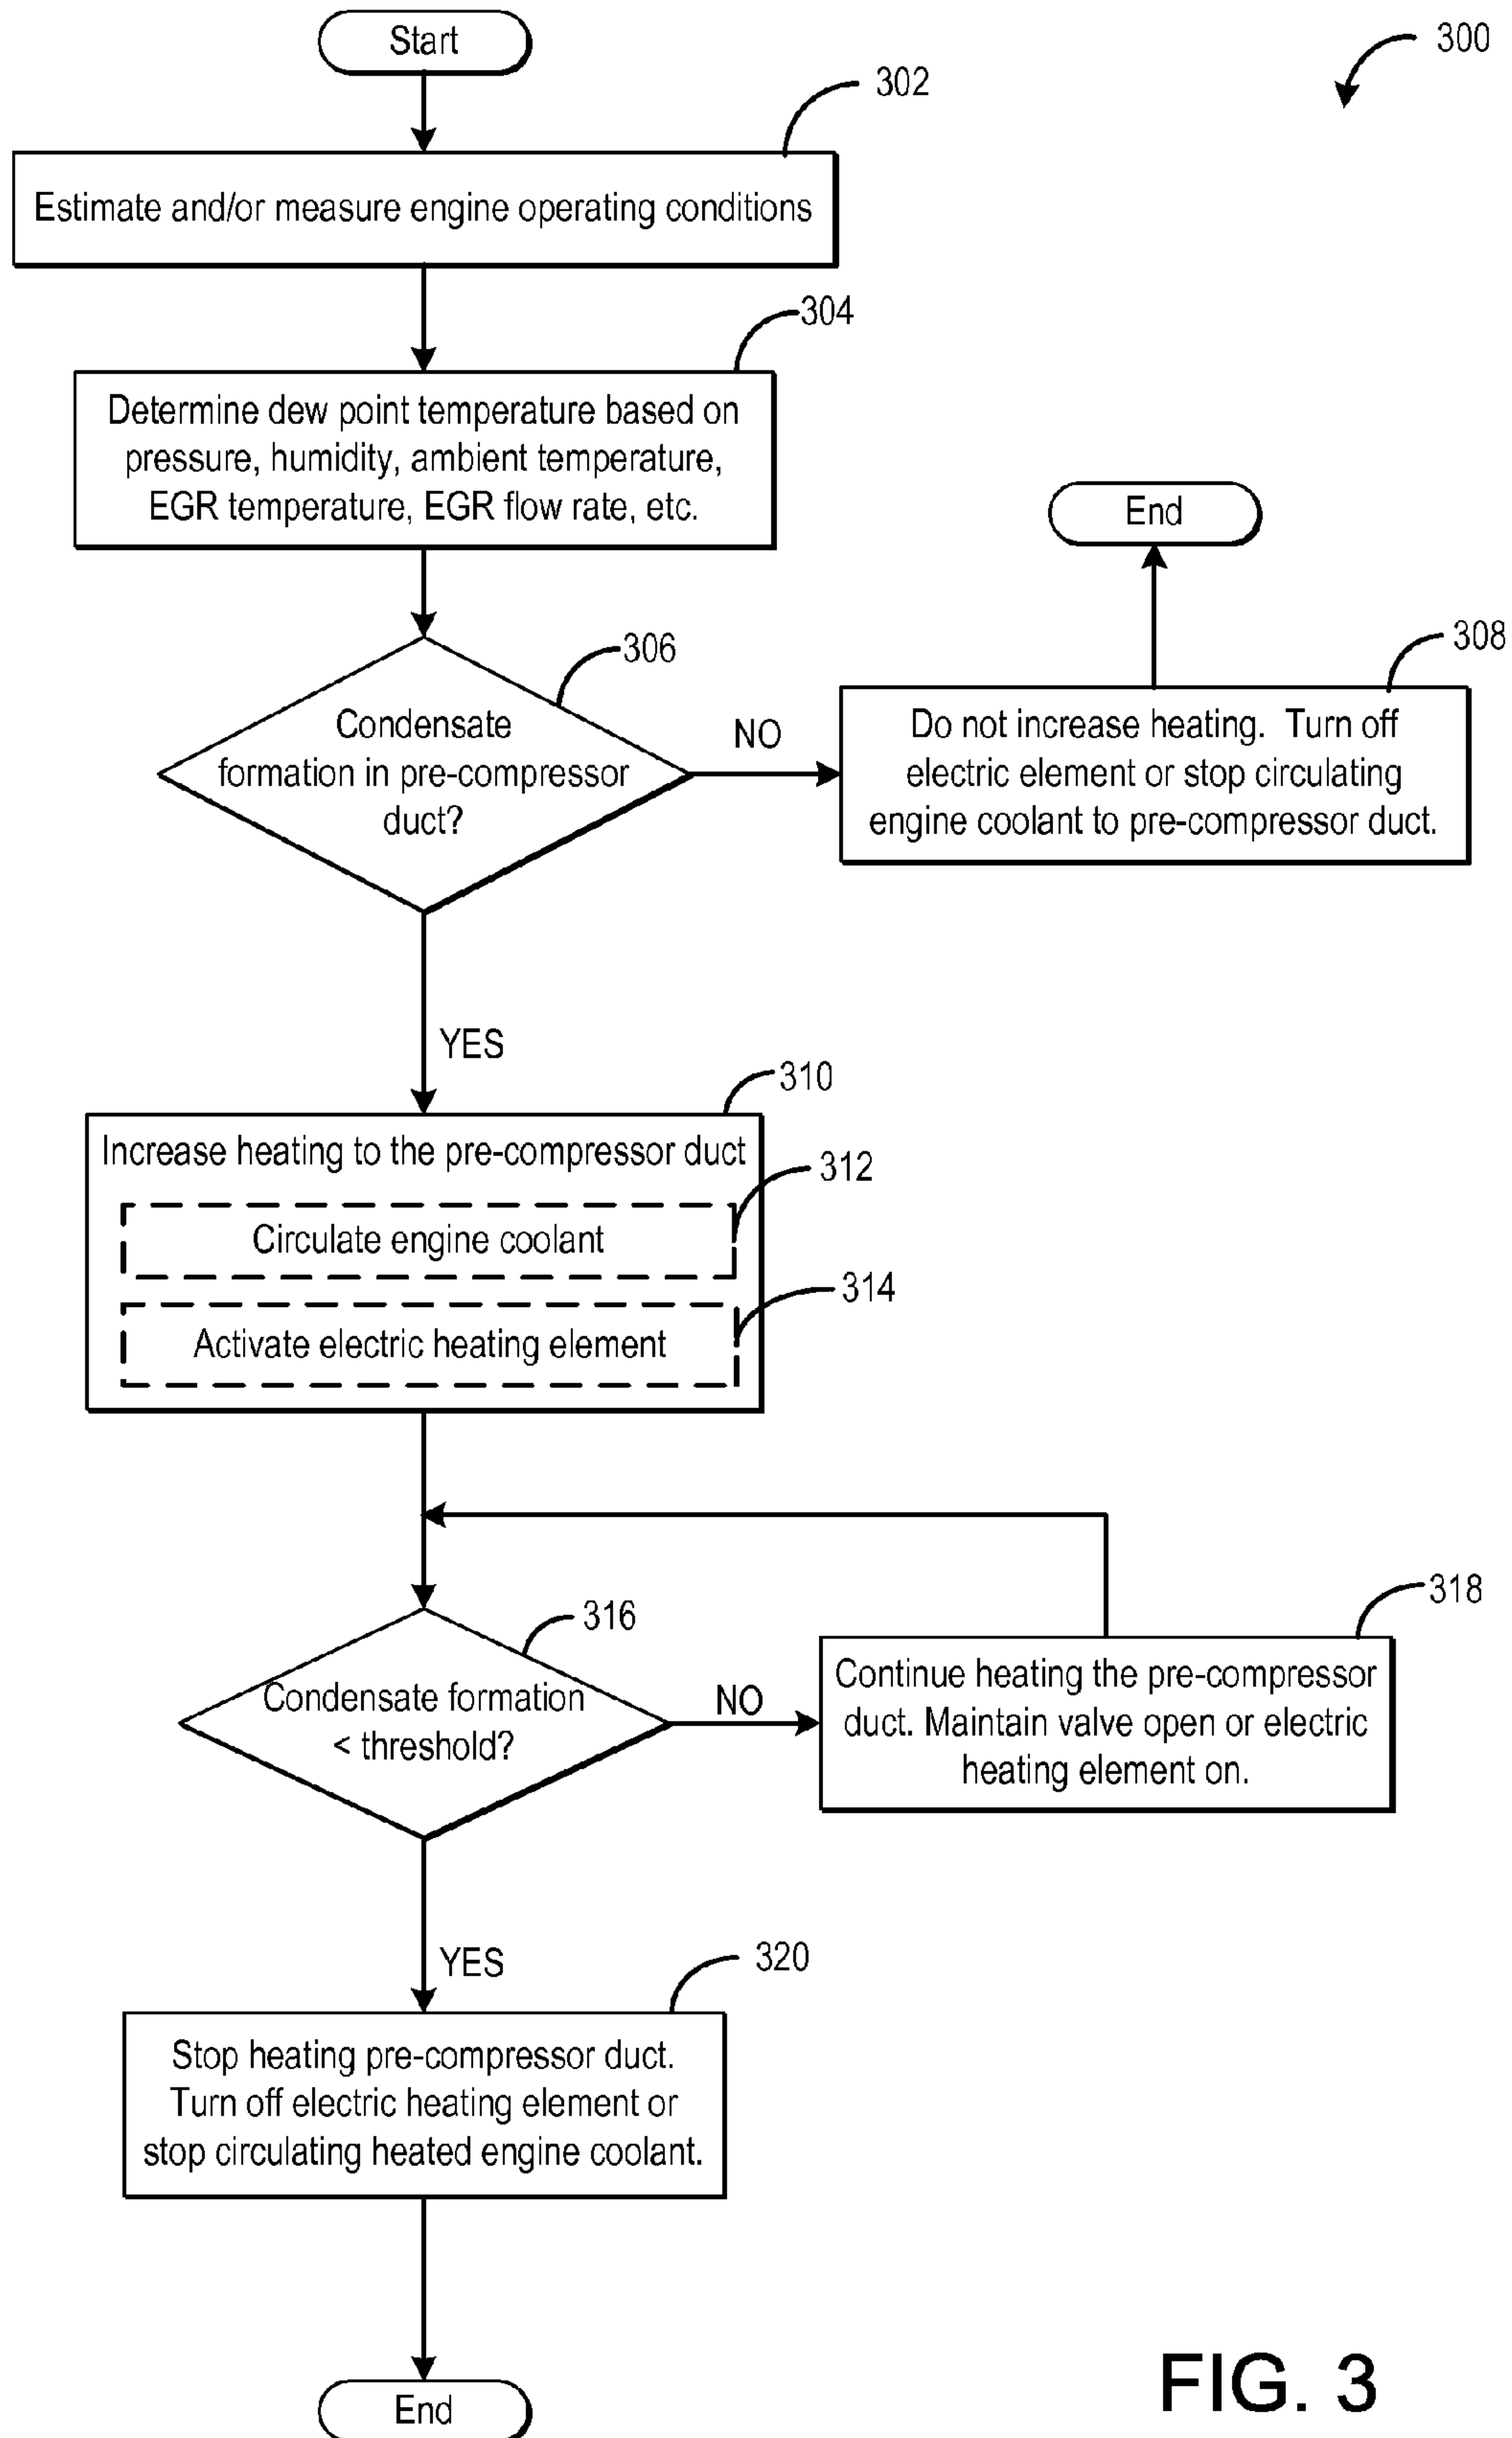 Start
300
302
Estimate and/or measure engine operating conditions
304
Determine dew point temperature based on
pressure, humidity, ambient temperature,
EGR temperature, EGR flow rate, etc.
End
306
308
Condensate
formation in pre-compressor
duct?
NO
Do not increase heating. Turn off
electric element or stop circulating
engine coolant to pre-compressor duct.
YES
310
Increase heating to the pre-compressor duct
312
Circulate engine coolant
314
Activate electric heating element
316
318
Condensate formation
< threshold?
NO
Continue heating the pre-compressor
duct. Maintain valve open or electric
heating element on.
YES
320
Stop heating pre-compressor duct.
Turn off electric heating element or
stop circulating heated engine coolant.
End
FIG. 3